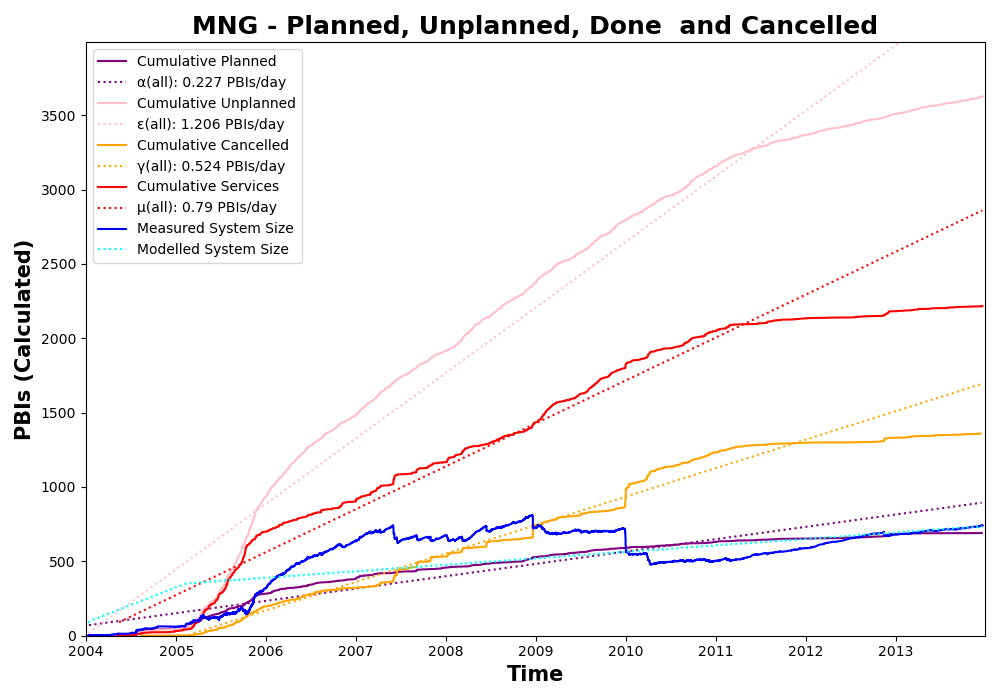 MNG - Planned, Unplanned, Done  and Cancelled
Cumulative Planned
α(all): 0.227 PBIs/day
Cumulative Unplanned
ε(all): 1.206 PBIs/day
Cumulative Cancelled
γ(all): 0.524 PBIs/day
Cumulative Services
μ(all): 0.79 PBIs/day
Measured System Size
Modelled System Size
PBIs (Calculated)
3500
3000
2500
2000
1500
1000
500
0
2004 2005 2006 2007 2008 2009 2010 2011 2012 2013
Time